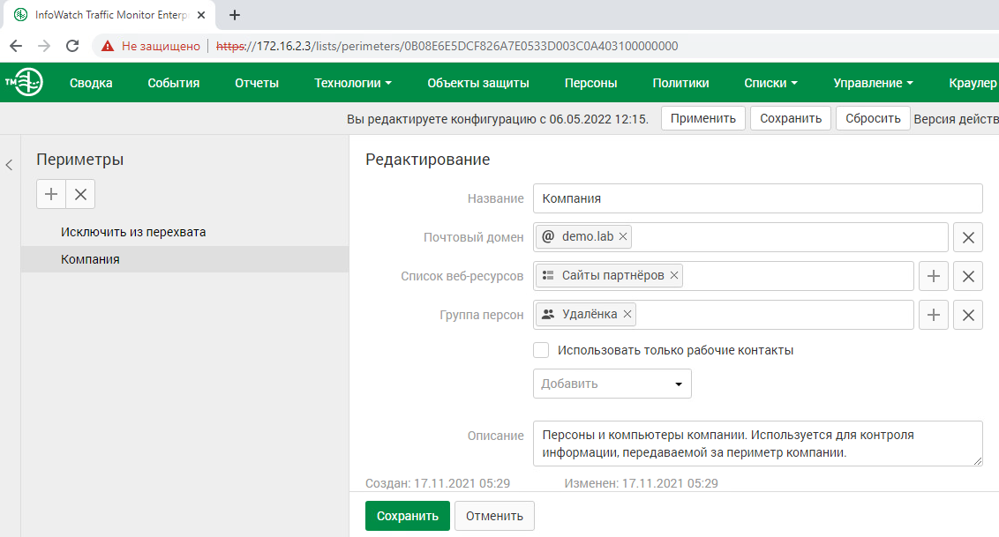 InfoWatch Traffic Monitor Enterp
Не защищено https://172.16.2.3/lists/perimeters/0B08E6E5DCF826A7E0533D003C0A403100000000
TM Сводка События Отчеты Технологии Объекты защиты Персоны Политики Списки Управление Краулер
Вы редактируете конфигурацию с 06.05.2022 12:15. Применить Сохранить Сбросить Версия действ
Периметры
Исключить из перехвата
Компания
Редактирование
Название Компания
Почтовый домен @ demo.lab
Список веб-ресурсов Сайты партнёров
Группа персон Удалёнка
Использовать только рабочие контакты
Добавить
Описание Персоны и компьютеры компании. Используется для контроля
информации, передаваемой за периметр компании.
Создан: 17.11.2021 05:29 Изменен: 17.11.2021 05:29
Сохранить Отменить